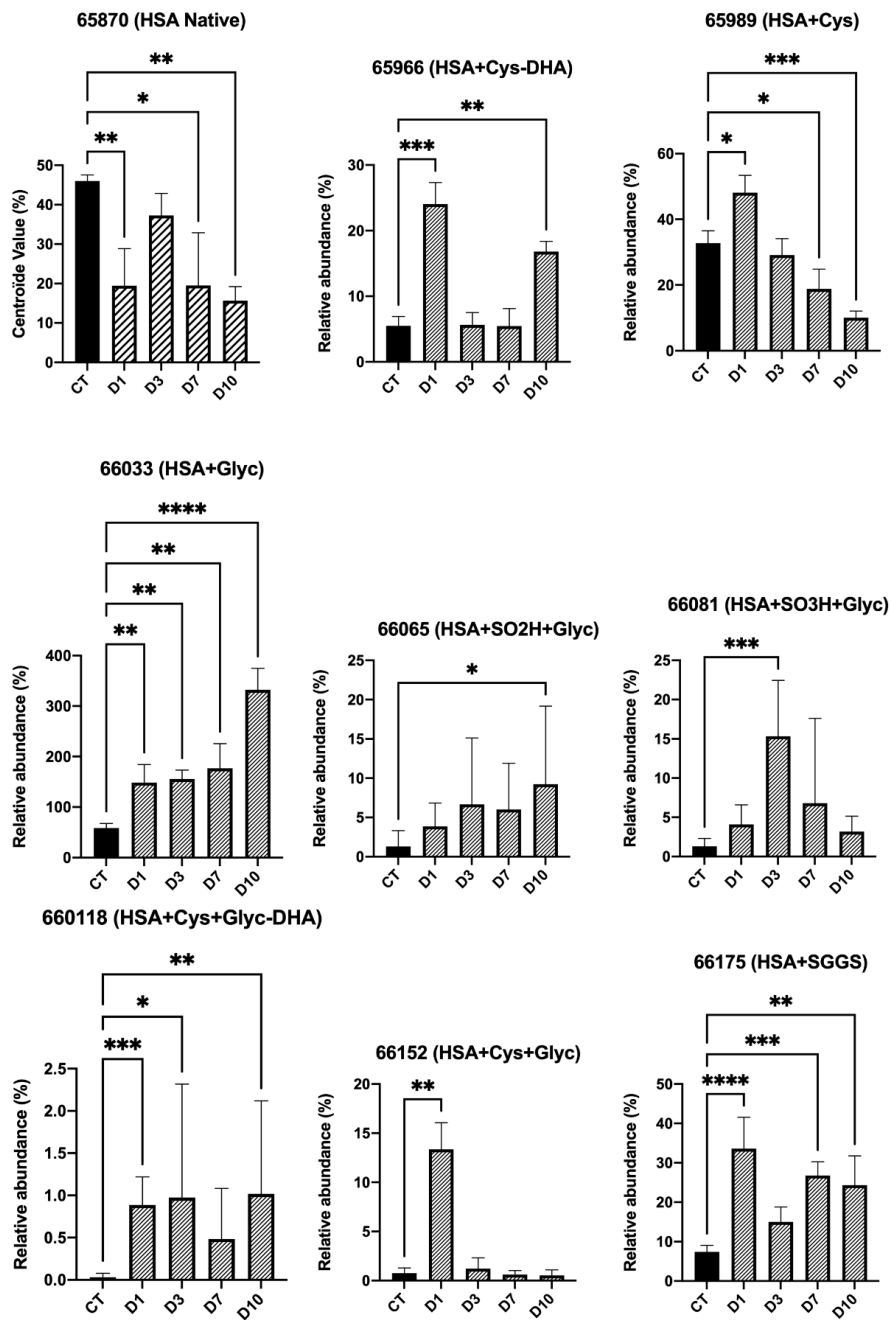 65870 (HSA Native)
**
*
**
Centroïde Value (%)
50
40
30
20
10
0
CT
D1
D3
D7
D10
65966 (HSA+Cys-DHA)
**
***
Relative abundance (%)
30
20
10
0
CT
D1
D3
D7
D10
65989 (HSA+Cys)
***
*
*
Relative abundance (%)
60
40
20
0
CT
D1
D3
D7
D10
66033 (HSA+Glyc)
****
**
**
**
Relative abundance (%)
400
300
200
100
0
CT
D1
D3
D7
D10
66065 (HSA+SO2H+Glyc)
*
Relative abundance (%)
25
20
15
10
5
0
CT
D1
D3
D7
D10
66081 (HSA+SO3H+Glyc)
***
Relative abundance (%)
25
20
15
10
5
0
CT
D1
D3
D7
D10
660118 (HSA+Cys+Glyc-DHA)
**
*
***
Relative abundance (%)
2.5
2.0
1.5
1.0
0.5
0.0
CT
D1
D3
D7
D10
66152 (HSA+Cys+Glyc)
**
Relative abundance (%)
20
15
10
5
0
CT
D1
D3
D7
D10
66175 (HSA+SGGS)
**
***
****
Relative abundance (%)
50
40
30
20
10
0
CT
D1
D3
D7
D10